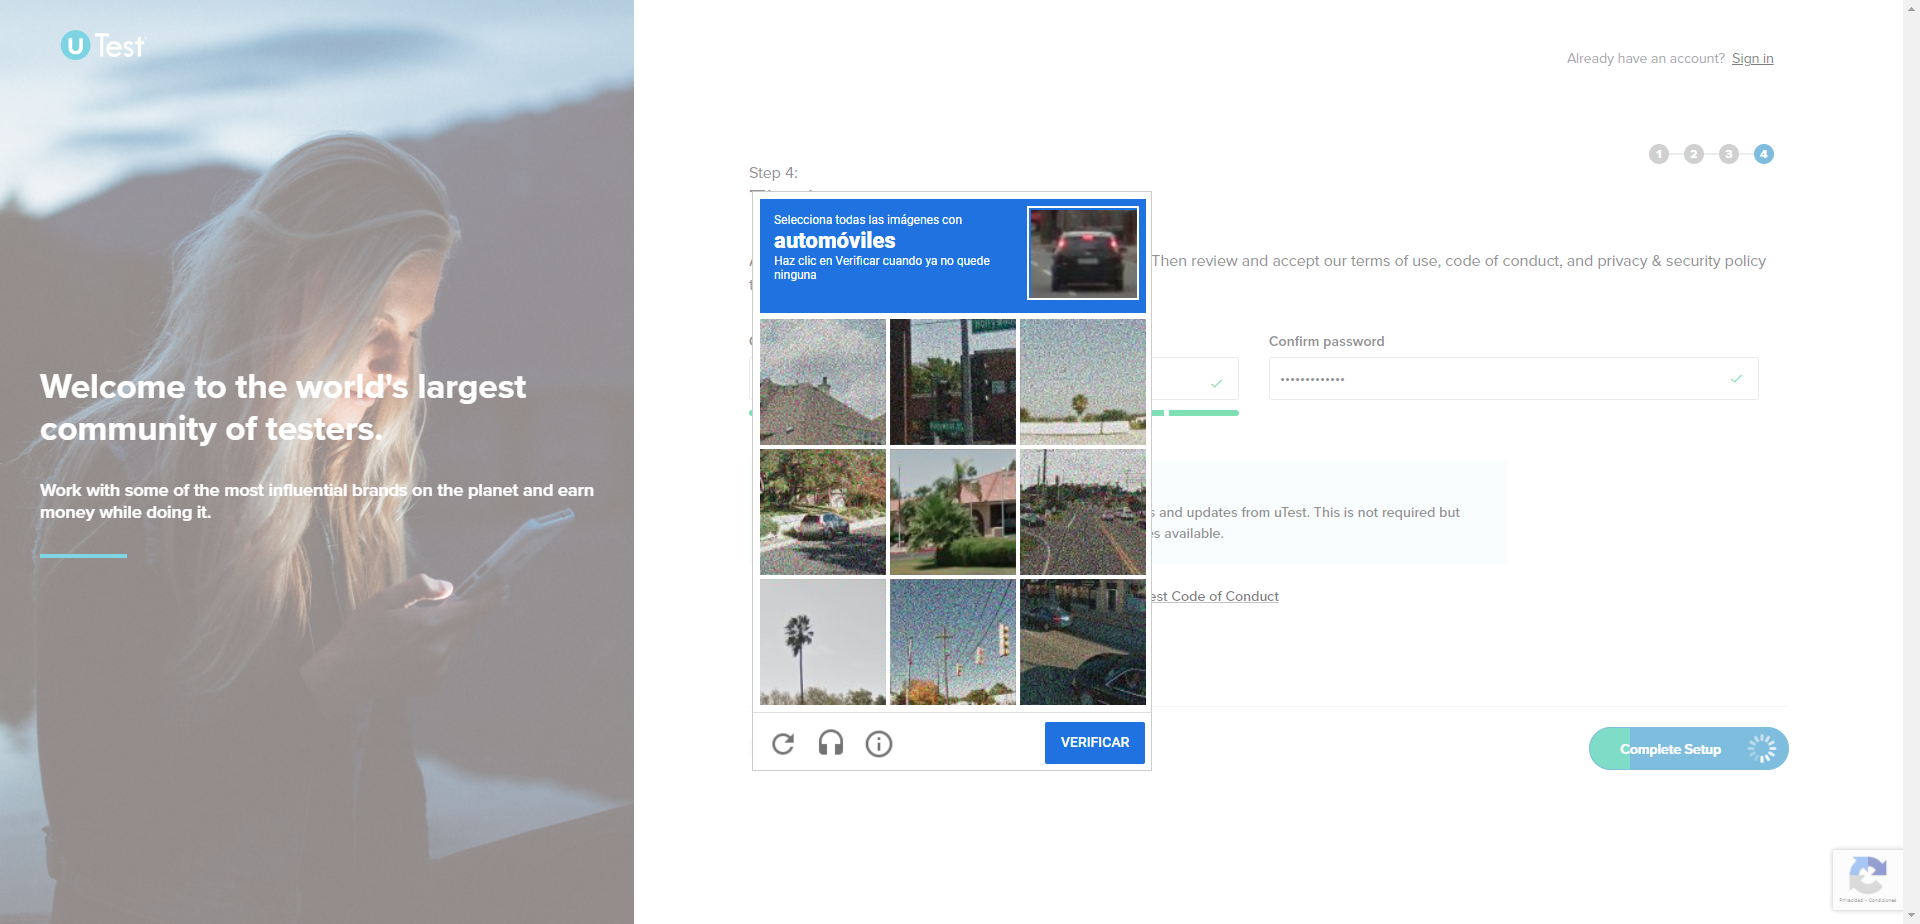 uTest
Welcome to the world's largest
community of testers.
Work with some of the most influential brands on the planet and earn
money while doing it.
Already have an account? Sign in
1 2 3 4
Step 4:
Selecciona todas las imágenes con
automóviles
Haz clic en Verificar cuando ya no quede
ninguna
Then review and accept our terms of use, code of conduct, and privacy & security policy
Confirm password
•••••••••••••
and updates from uTest. This is not required but
available.
Code of Conduct
VERIFICAR
Complete Setup
Privacidad - Condiciones